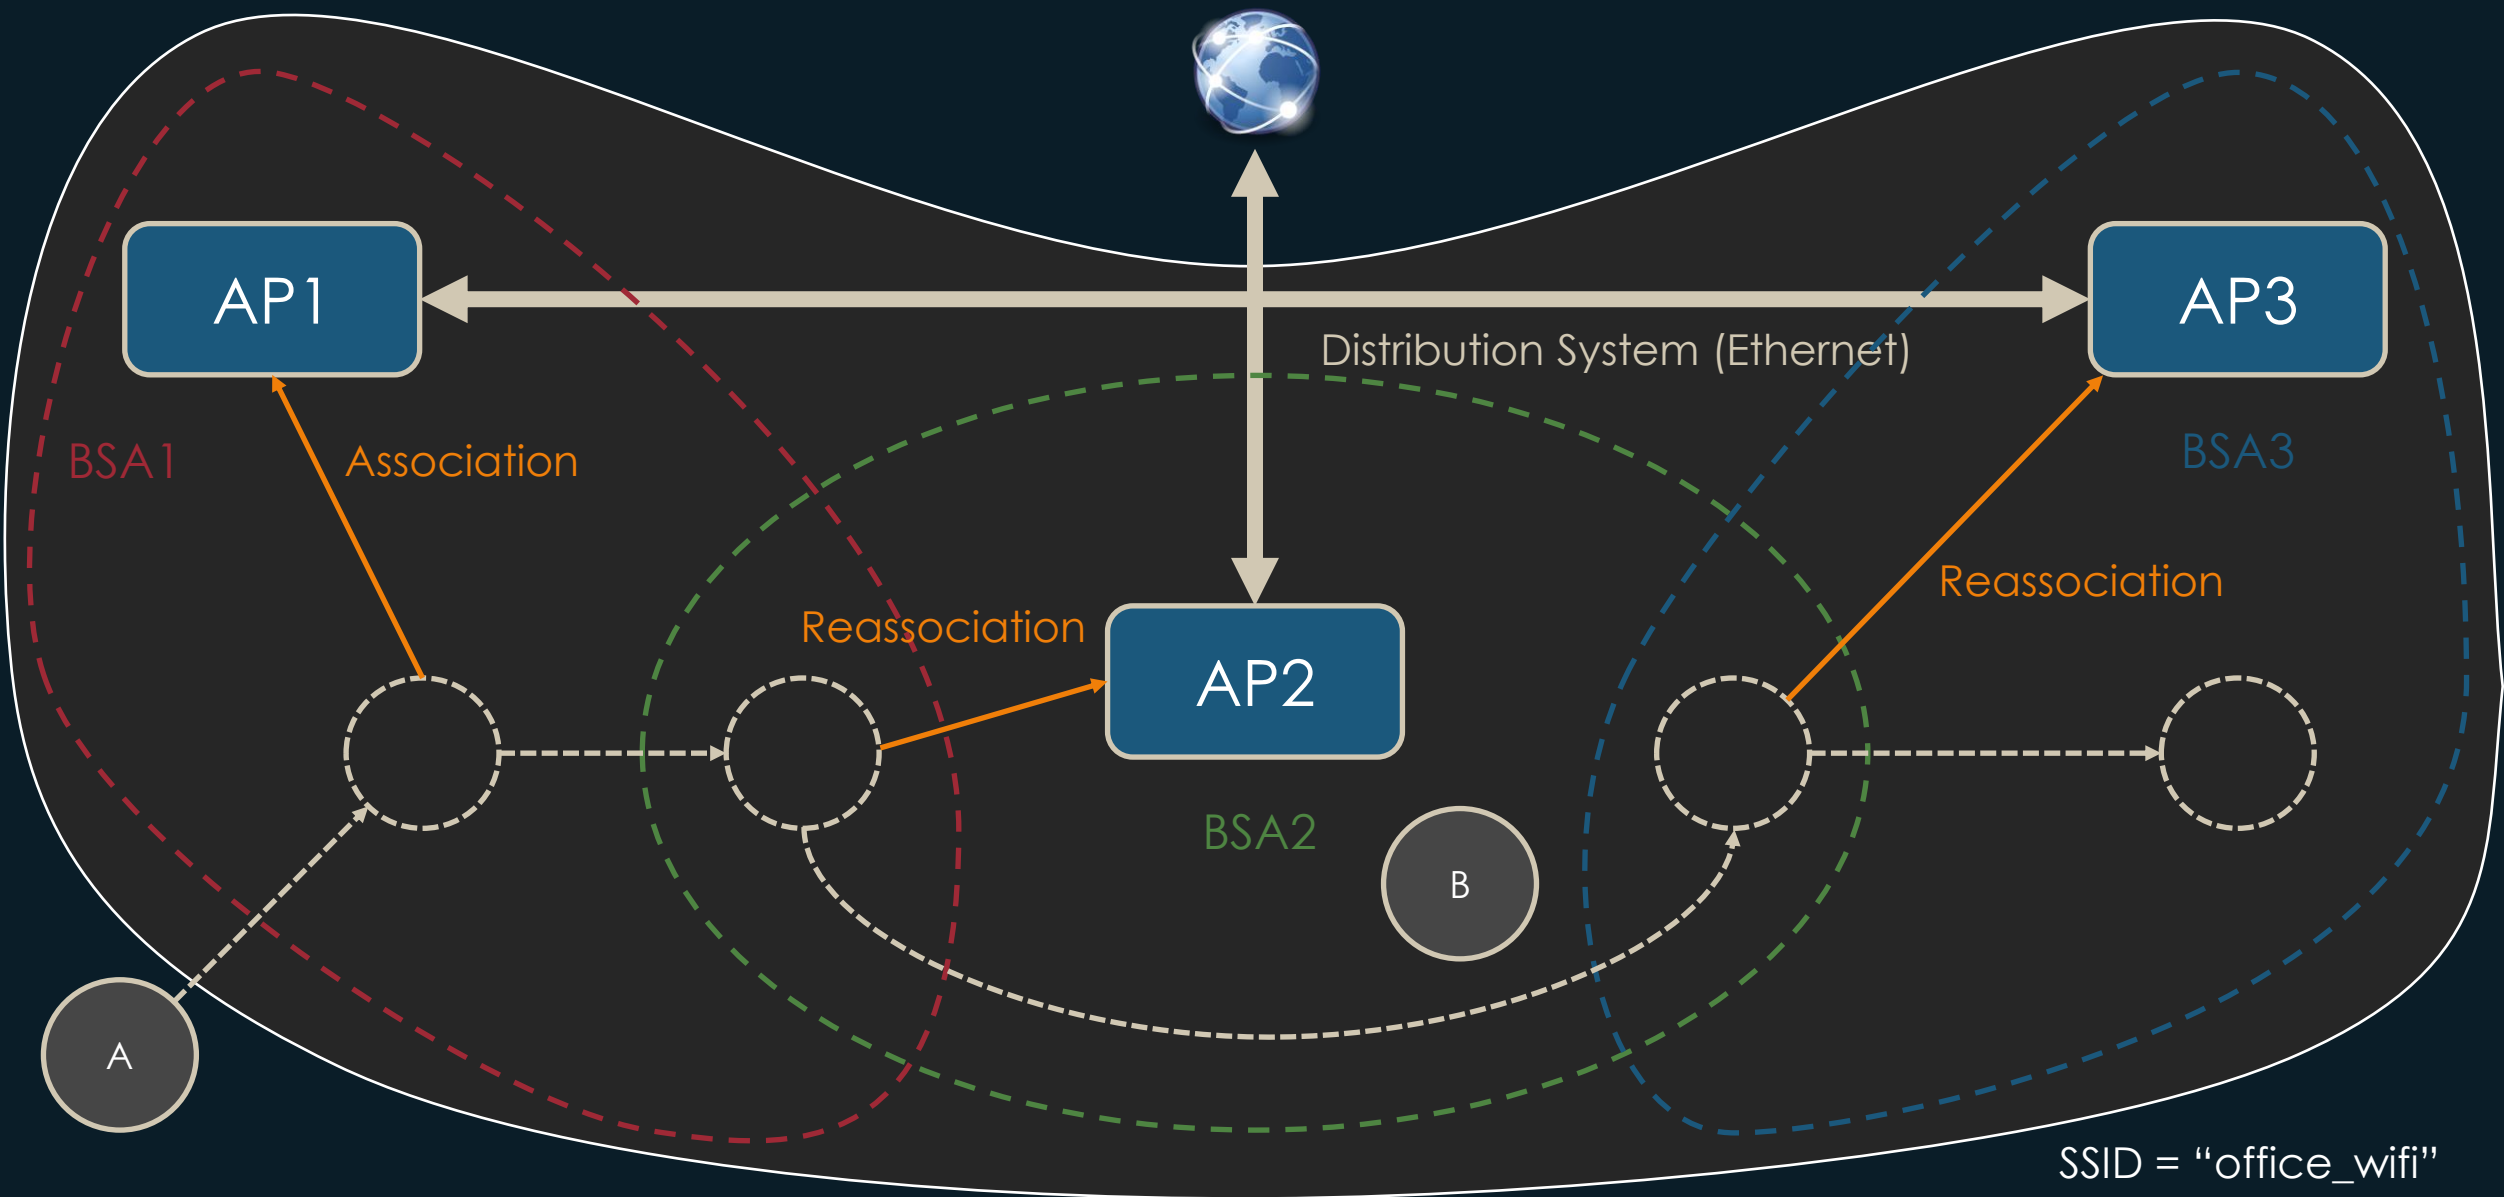 AP1
AP3
Distribution System (Ethernet)
BSA1
Association
BSA3
Reassociation
Reassociation
AP2
BSA2
B
A
SSID = “office_wifi”